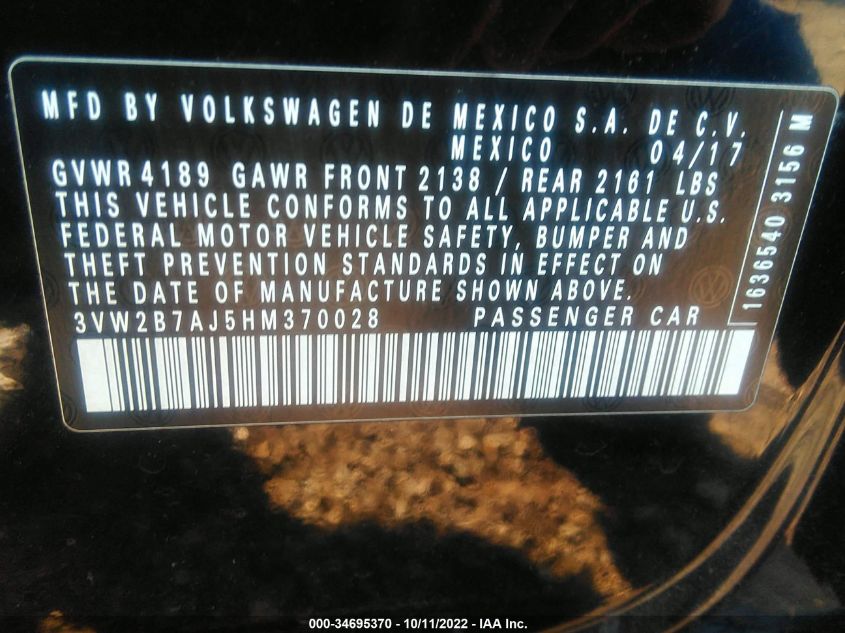 MFD BY VOLKSWAGEN DE MEXICO S.A. DE C.V.
MEXICO 04/17
GVWR 4189 GAWR FRONT 2138 / REAR 2161 LBS
THIS VEHICLE CONFORMS TO ALL APPLICABLE U.S.
FEDERAL MOTOR VEHICLE SAFETY, BUMPER AND
THEFT PREVENTION STANDARDS IN EFFECT ON
THE DATE OF MANUFACTURE SHOWN ABOVE.
3VW2B7AJ5HM370028 PASSENGER CAR
1636540 3156 M
000-34695370 - 10/11/2022 - IAA Inc.